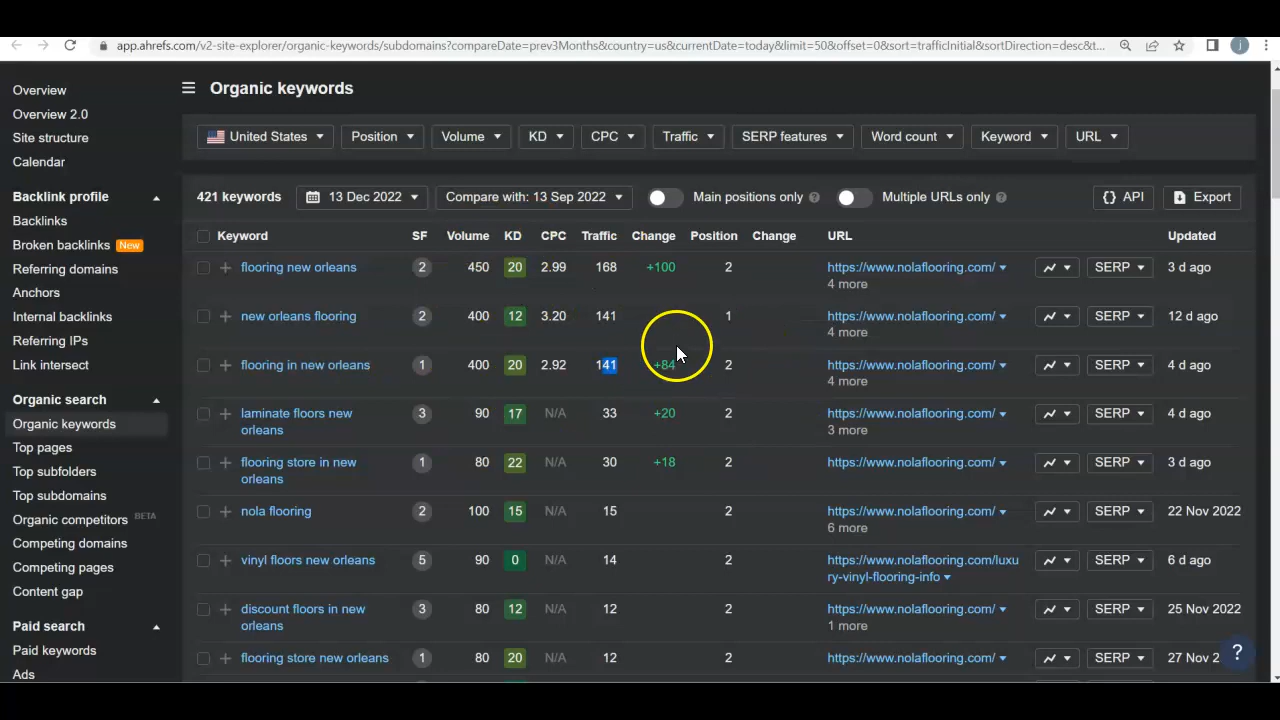 app.ahrefs.com/v2-site-explorer/organic-keywords/subdomains?compareDate=prev3Months&country=us&currentDate=today&limit=50&offset=0&sort=trafficInitial&sortDirection=desc&t...
j
Overview
Overview 2.0
Site structure
Calendar
Backlink profile
Backlinks
Broken backlinks New
Referring domains
Anchors
Internal backlinks
Referring IPs
Link intersect
Organic search
Organic keywords
Top pages
Top subfolders
Top subdomains
Organic competitors BETA
Competing domains
Competing pages
Content gap
Paid search
Paid keywords
Ads
Organic keywords
United States Position Volume KD CPC Traffic SERP features Word count Keyword URL
421 keywords 13 Dec 2022 Compare with: 13 Sep 2022 Main positions only ? Multiple URLs only ? {} API Export
Keyword SF Volume KD CPC Traffic Change Position Change URL Updated
flooring new orleans 2 450 20 2.99 168 +100 2 https://www.nolaflooring.com/ SERP 3 d ago
4 more
new orleans flooring 2 400 12 3.20 141 1 https://www.nolaflooring.com/ SERP 12 d ago
4 more
flooring in new orleans 1 400 20 2.92 141 +84 2 https://www.nolaflooring.com/ SERP 4 d ago
4 more
laminate floors new 3 90 17 N/A 33 +20 2 https://www.nolaflooring.com/ SERP 4 d ago
orleans 3 more
flooring store in new 1 80 22 N/A 30 +18 2 https://www.nolaflooring.com/ SERP 3 d ago
orleans
nola flooring 2 100 15 N/A 15 2 https://www.nolaflooring.com/ SERP 22 Nov 2022
6 more
vinyl floors new orleans 5 90 0 N/A 14 2 https://www.nolaflooring.com/luxu SERP 6 d ago
ry-vinyl-flooring-info
discount floors in new 3 80 12 N/A 12 2 https://www.nolaflooring.com/ SERP 25 Nov 2022
orleans 1 more
flooring store new orleans 1 80 20 N/A 12 2 https://www.nolaflooring.com/ SERP 27 Nov 2
?